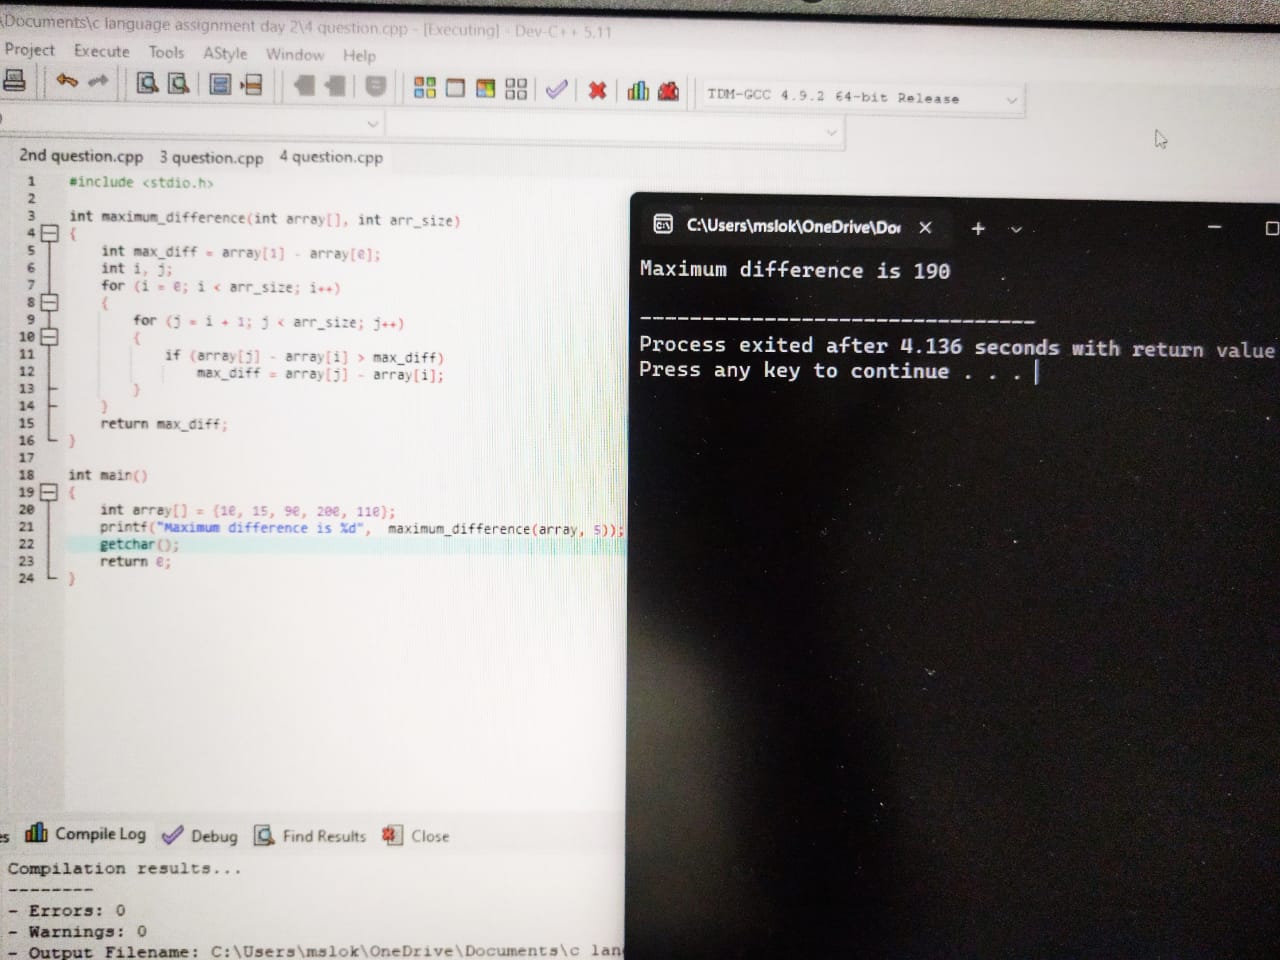 \Documents\c language assignment day 2\4 question.cpp - [Executing] - Dev-C++ 5.11
Project Execute Tools AStyle Window Help
TDM-GCC 4.9.2 64-bit Release
2nd question.cpp 3 question.cpp 4 question.cpp
1 #include <stdio.h>
2
3 int maximum_difference(int array[], int arr_size)
4 {
5 int max_diff = array[1] - array[0];
6 int i, j;
7 for (i = 0; i < arr_size; i++)
8 {
9 for (j = i + 1; j < arr_size; j++)
10 {
11 if (array[j] - array[i] > max_diff)
12 max_diff = array[j] - array[i];
13 }
14 }
15 return max_diff;
16 }
17
18 int main()
19 {
20 int array[] = {10, 15, 90, 200, 110};
21 printf("Maximum difference is %d", maximum_difference(array, 5));
22 getchar();
23 return 0;
24 }
C:\Users\mslok\OneDrive\Do
Maximum difference is 190
--------------------------------
Process exited after 4.136 seconds with return value
Press any key to continue . . .
Compile Log Debug Find Results Close
Compilation results...
--------
- Errors: 0
- Warnings: 0
- Output Filename: C:\Users\mslok\OneDrive\Documents\c lan